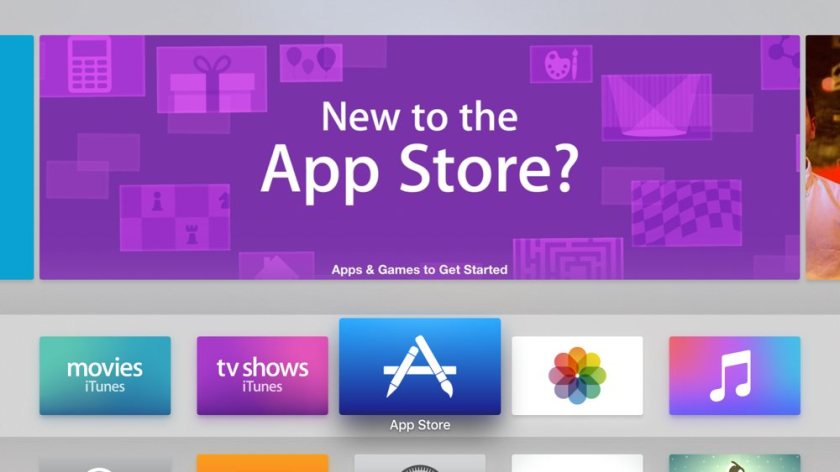 New to the
App Store?
Apps & Games to Get Started
movies
iTunes
tv shows
iTunes
App Store